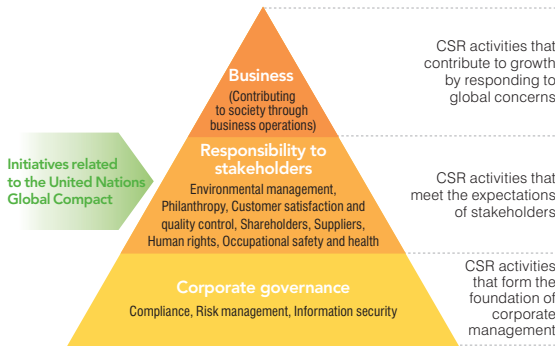 Business
(Contributing
to society through
business operations)
CSR activities that
contribute to growth
by responding to
global concerns
Initiatives related
to the United Nations
Global Compact
Responsibility to
stakeholders
Environmental management,
Philanthropy, Customer satisfaction and
quality control, Shareholders, Suppliers,
Human rights, Occupational safety and health
CSR activities that
meet the expectations
of stakeholders
Corporate governance
Compliance, Risk management, Information security
CSR activities
that form the
foundation of
corporate
management